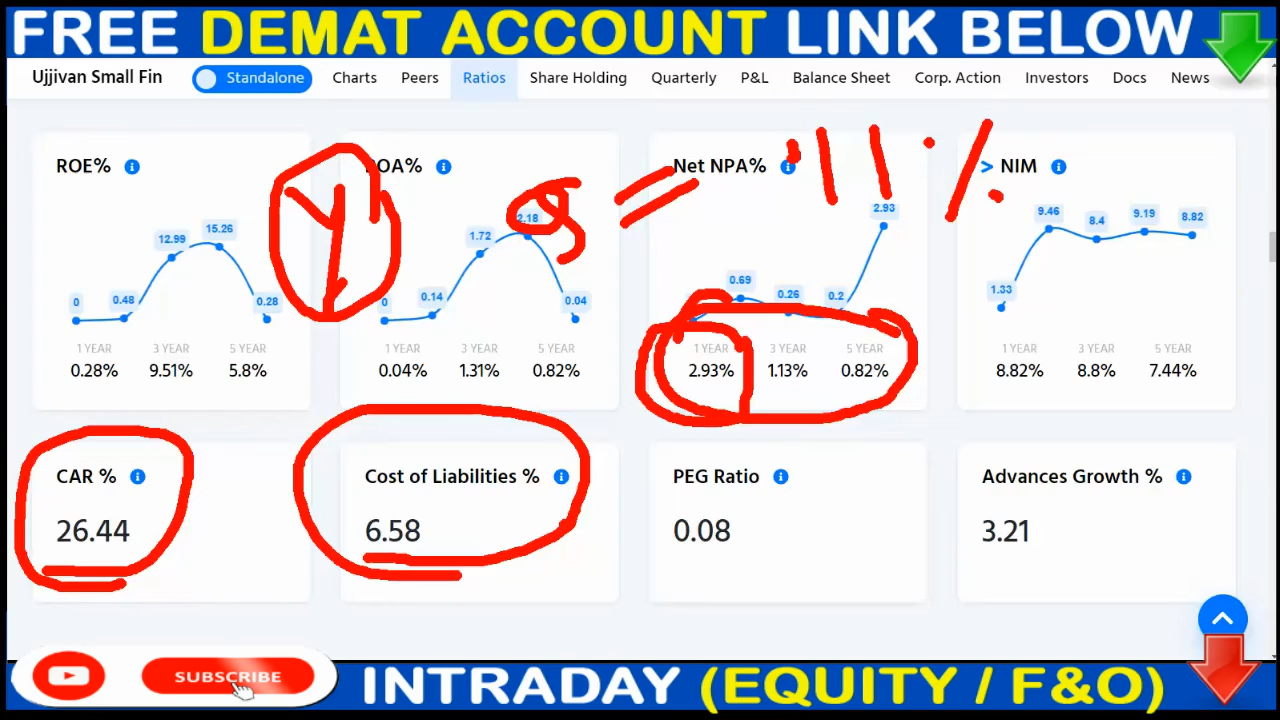 FREE DEMAT ACCOUNT LINK BELOW
Ujjivan Small Fin Standalone Charts Peers Ratios Share Holding Quarterly P&L Balance Sheet Corp. Action Investors Docs News
ROE%
0 0.48 12.99 15.26 0.28
1 YEAR 3 YEAR 5 YEAR
0.28% 9.51% 5.8%
OA%
0 0.14 1.72 2.18 0.04
1 YEAR 3 YEAR 5 YEAR
0.04% 1.31% 0.82%
Net NPA%
0.69 0.26 0.2 2.93
1 YEAR 3 YEAR 5 YEAR
2.93% 1.13% 0.82%
> NIM
1.33 9.46 8.4 9.19 8.82
1 YEAR 3 YEAR 5 YEAR
8.82% 8.8% 7.44%
CAR %
26.44
Cost of Liabilities %
6.58
PEG Ratio
0.08
Advances Growth %
3.21
SUBSCRIBE
INTRADAY (EQUITY / F&O)